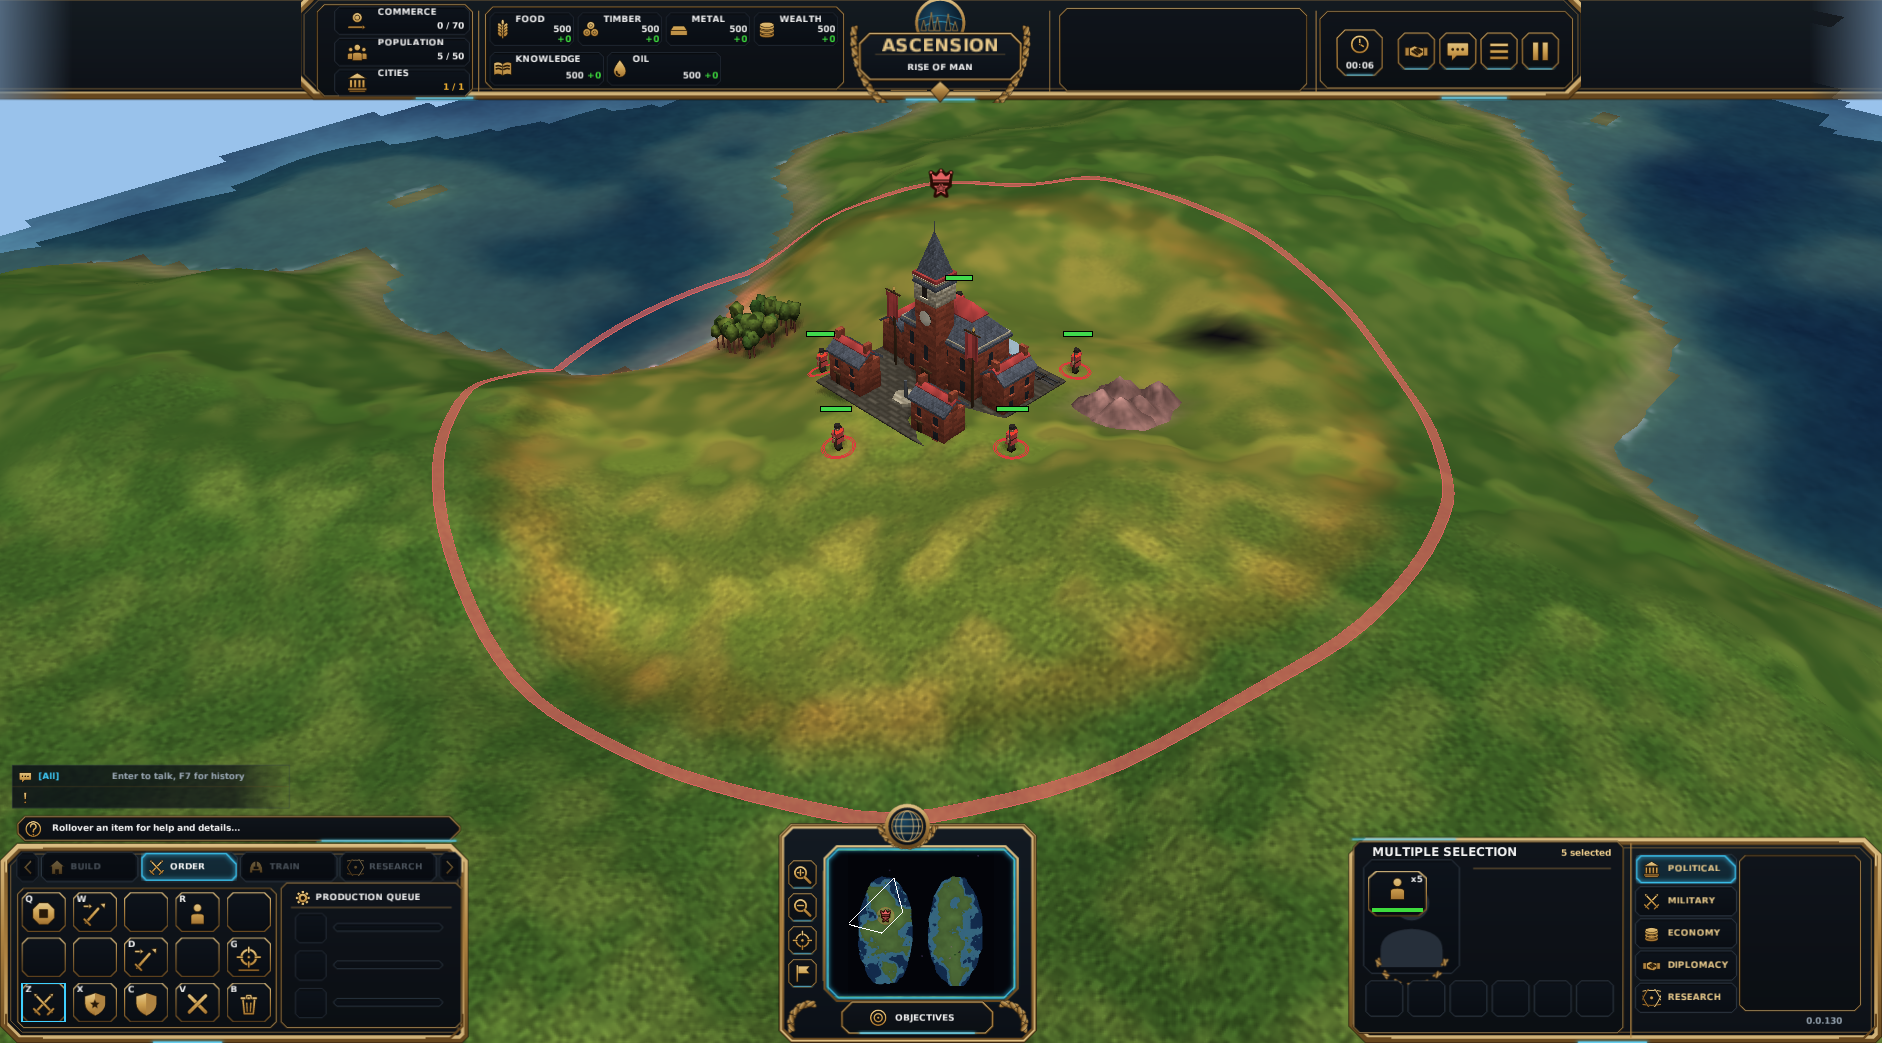 COMMERCE
0 / 70
POPULATION
5 / 50
CITIES
1 / 1
FOOD
500
+0
TIMBER
500
+0
METAL
500
+0
WEALTH
500
+0
KNOWLEDGE
500 +0
OIL
500 +0
ASCENSION
RISE OF MAN
00:06
[All] Enter to talk, F7 for history
!
Rollover an item for help and details...
BUILD
ORDER
TRAIN
RESEARCH
Q W R
D G
Z X C V B
PRODUCTION QUEUE
OBJECTIVES
MULTIPLE SELECTION 5 selected
x5
POLITICAL
MILITARY
ECONOMY
DIPLOMACY
RESEARCH
0.0.130